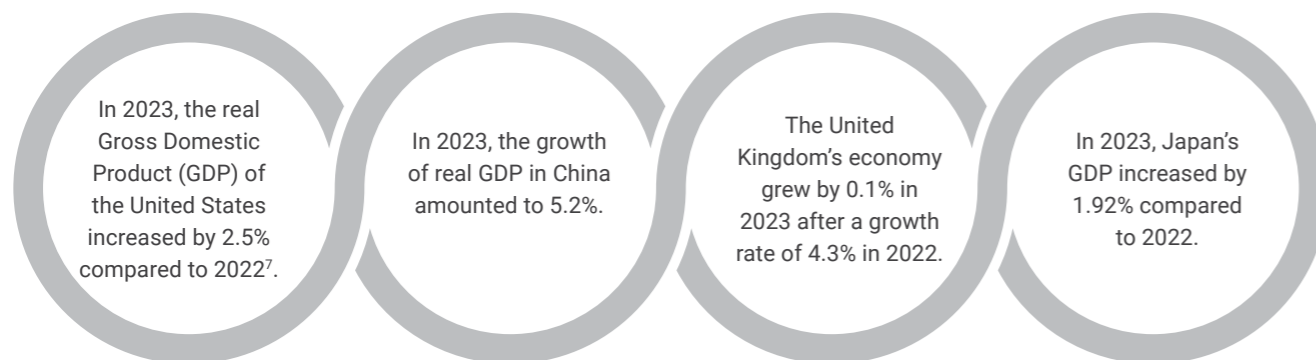 In 2023, the real
Gross Domestic
Product (GDP) of
the United States
increased by 2.5%
compared to 2022⁷.
In 2023, the growth
of real GDP in China
amounted to 5.2%.
The United
Kingdom’s economy
grew by 0.1% in
2023 after a growth
rate of 4.3% in 2022.
In 2023, Japan’s
GDP increased by
1.92% compared
to 2022.